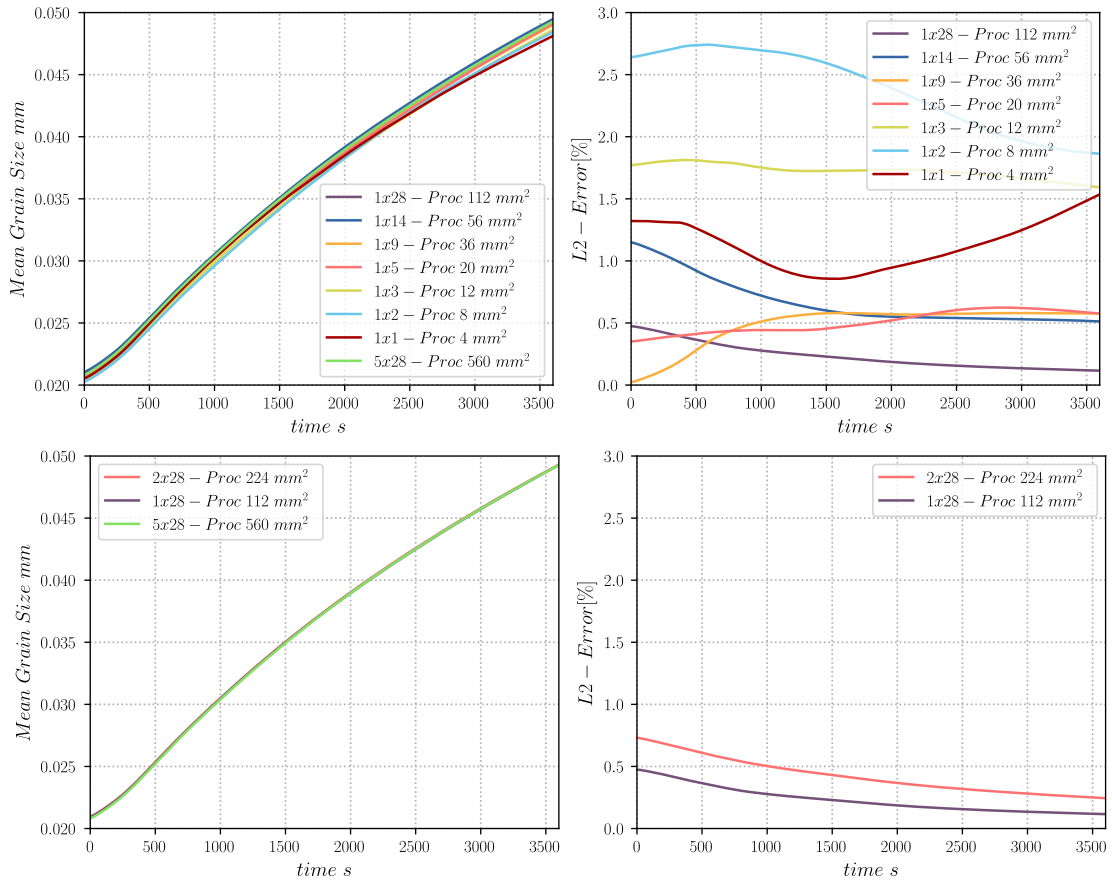 0.050
0.045
0.040
0.035
0.030
0.025
0.020
Mean Grain Size mm
1x28 − Proc 112 mm²
1x14 − Proc 56 mm²
1x9 − Proc 36 mm²
1x5 − Proc 20 mm²
1x3 − Proc 12 mm²
1x2 − Proc 8 mm²
1x1 − Proc 4 mm²
5x28 − Proc 560 mm²
0 500 1000 1500 2000 2500 3000 3500
time s
3.0
2.5
2.0
1.5
1.0
0.5
0.0
L2 − Error[%]
1x28 − Proc 112 mm²
1x14 − Proc 56 mm²
1x9 − Proc 36 mm²
1x5 − Proc 20 mm²
1x3 − Proc 12 mm²
1x2 − Proc 8 mm²
1x1 − Proc 4 mm²
0 500 1000 1500 2000 2500 3000 3500
time s
0.050
0.045
0.040
0.035
0.030
0.025
0.020
Mean Grain Size mm
2x28 − Proc 224 mm²
1x28 − Proc 112 mm²
5x28 − Proc 560 mm²
0 500 1000 1500 2000 2500 3000 3500
time s
3.0
2.5
2.0
1.5
1.0
0.5
0.0
L2 − Error[%]
2x28 − Proc 224 mm²
1x28 − Proc 112 mm²
0 500 1000 1500 2000 2500 3000 3500
time s